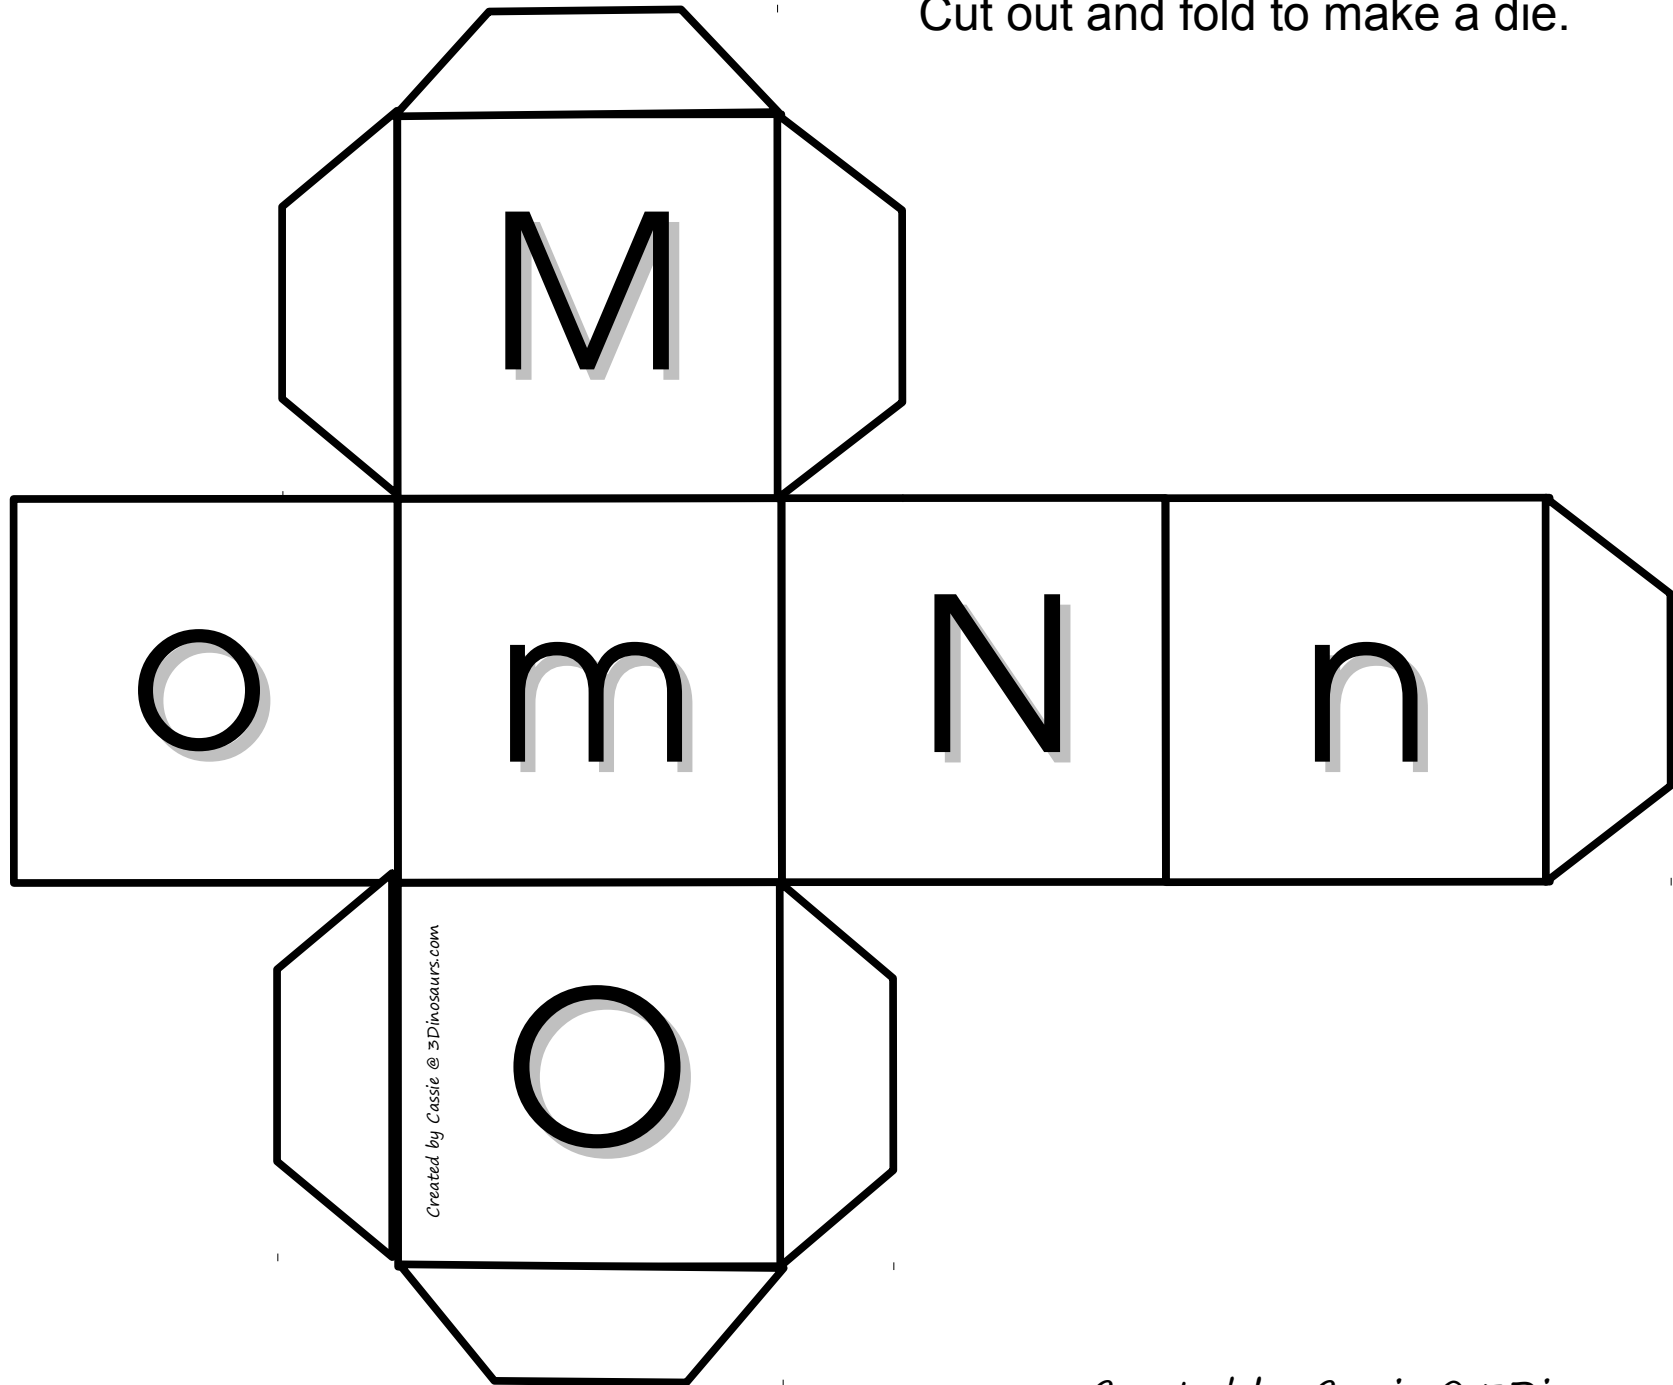 Cut out and fold to make a die.
M
o m N n
O
Created by Cassie @ 3Dinosaurs.com